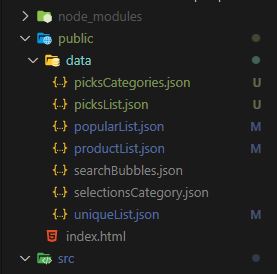 node_modules
public
data
{..} picksCategories.json U
{..} picksList.json U
{..} popularList.json M
{..} productList.json M
{..} searchBubbles.json
{..} selectionsCategory.json
{..} uniqueList.json M
index.html
src